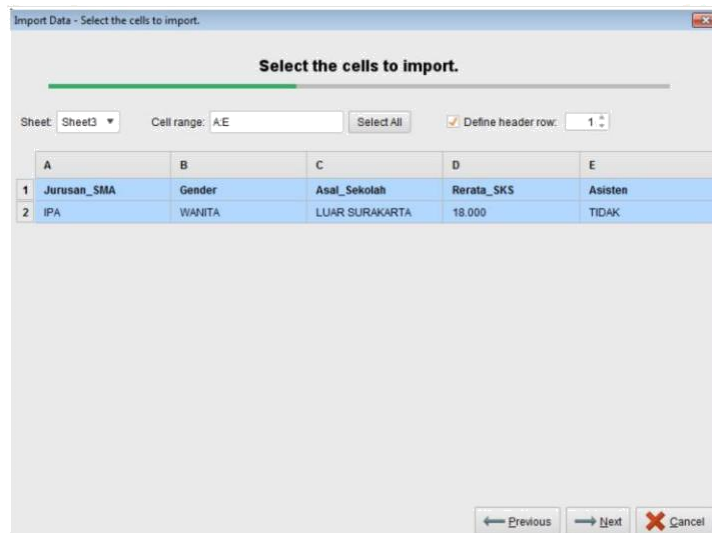 Import Data - Select the cells to import.
Select the cells to import.
Sheet: Sheet3 Cell range: A:E Select All Define header row: 1
A B C D E
1 Jurusan_SMA Gender Asal_Sekolah Rerata_SKS Asisten
2 IPA WANITA LUAR SURAKARTA 18.000 TIDAK
Previous Next Cancel